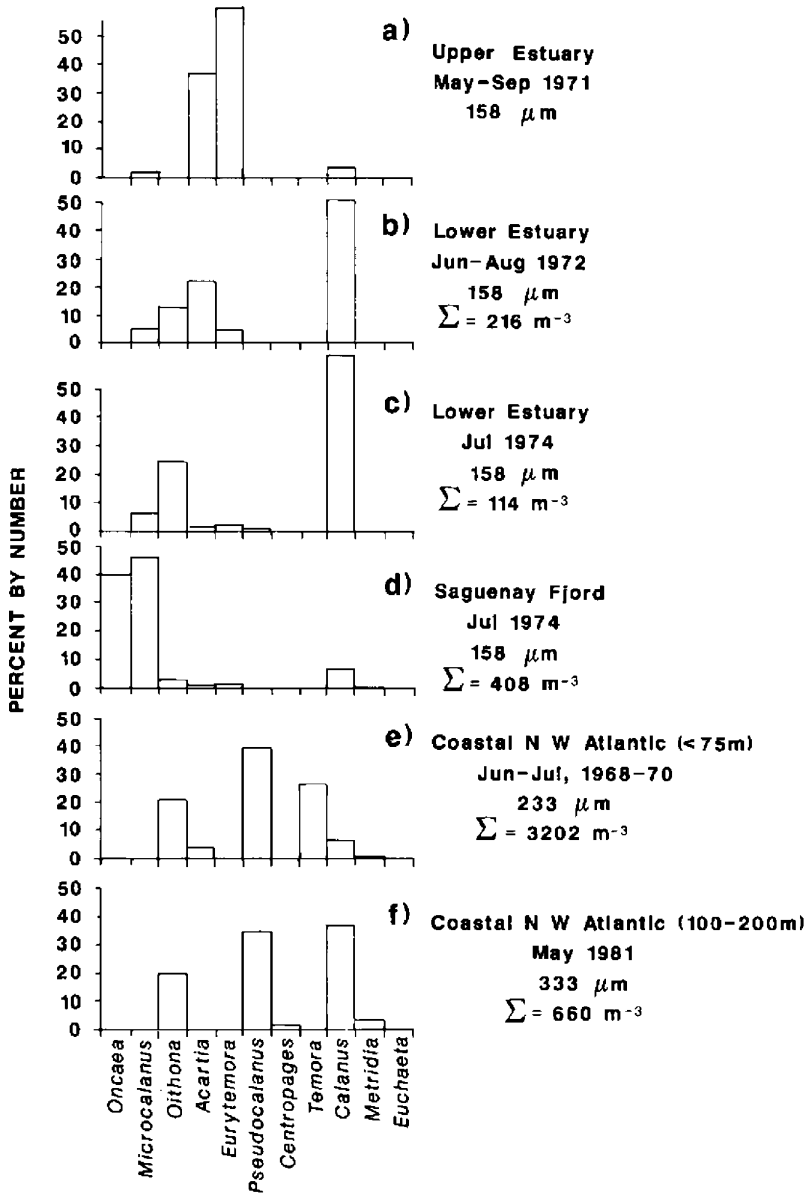 PERCENT BY NUMBER
50
40
30
20
10
0
a)
Upper Estuary
May-Sep 1971
158 μm
50
40
30
20
10
0
b)
Lower Estuary
Jun-Aug 1972
158 μm
Σ = 216 m⁻³
50
40
30
20
10
0
c)
Lower Estuary
Jul 1974
158 μm
Σ = 114 m⁻³
50
40
30
20
10
0
d)
Saguenay Fjord
Jul 1974
158 μm
Σ = 408 m⁻³
50
40
30
20
10
0
e)
Coastal N W Atlantic (<75m)
Jun-Jul, 1968-70
233 μm
Σ = 3202 m⁻³
50
40
30
20
10
0
f)
Coastal N W Atlantic (100-200m)
May 1981
333 μm
Σ = 660 m⁻³
Oncaea
Microcalanus
Oithona
Acartia
Eurytemora
Pseudocalanus
Centropages
Temora
Calanus
Metridia
Euchaeta